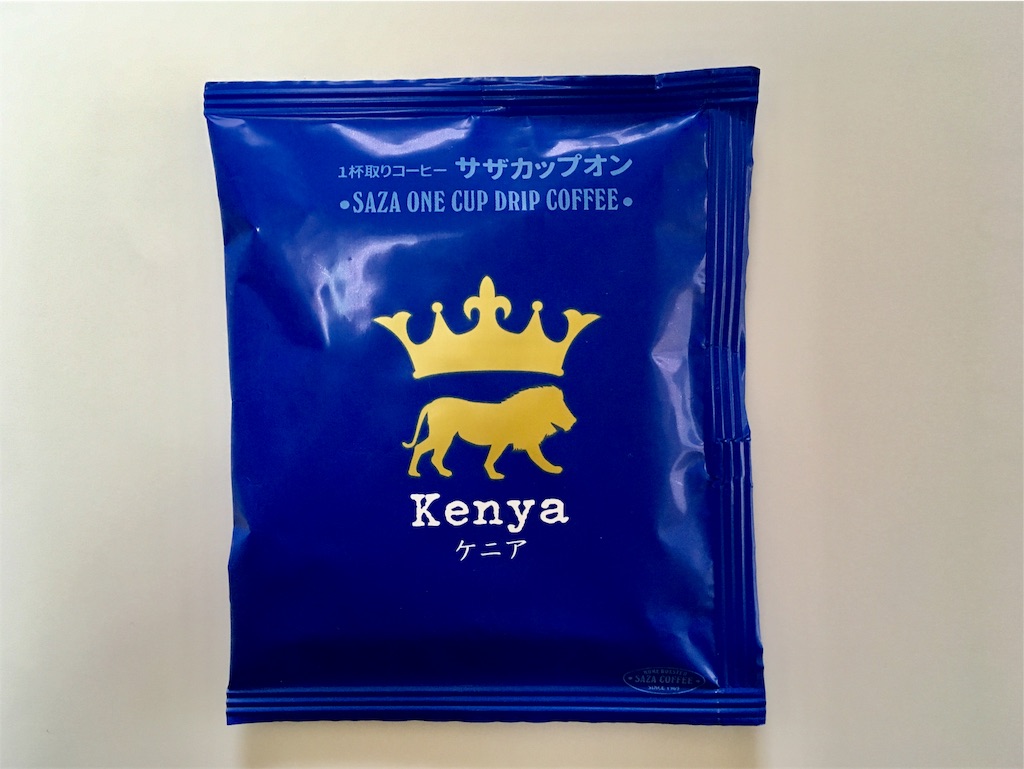 1杯取りコーヒー サザカップオン
•SAZA ONE CUP DRIP COFFEE•
Kenya
ケニア
SAZA COFFEE